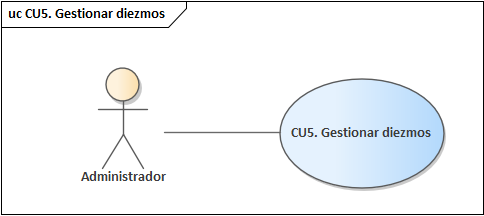 uc CU5. Gestionar diezmos
CU5. Gestionar diezmos
Administrador